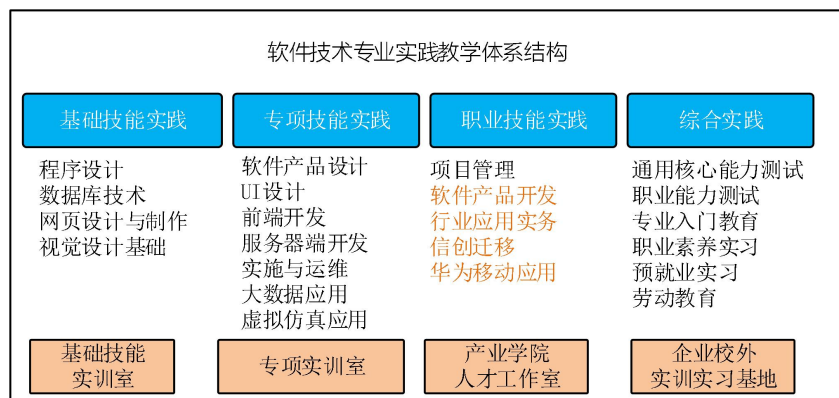 软件技术专业实践教学体系结构
基础技能实践
程序设计
数据库技术
网页设计与制作
视觉设计基础
基础技能
实训室
专项技能实践
软件产品设计
UI设计
前端开发
服务器端开发
实施与运维
大数据应用
虚拟仿真应用
专项实训室
职业技能实践
项目管理
软件产品开发
行业应用实务
信创迁移
华为移动应用
产业学院
人才工作室
综合实践
通用核心能力测试
职业能力测试
专业入门教育
职业素养实习
预就业实习
劳动教育
企业校外
实训实习基地